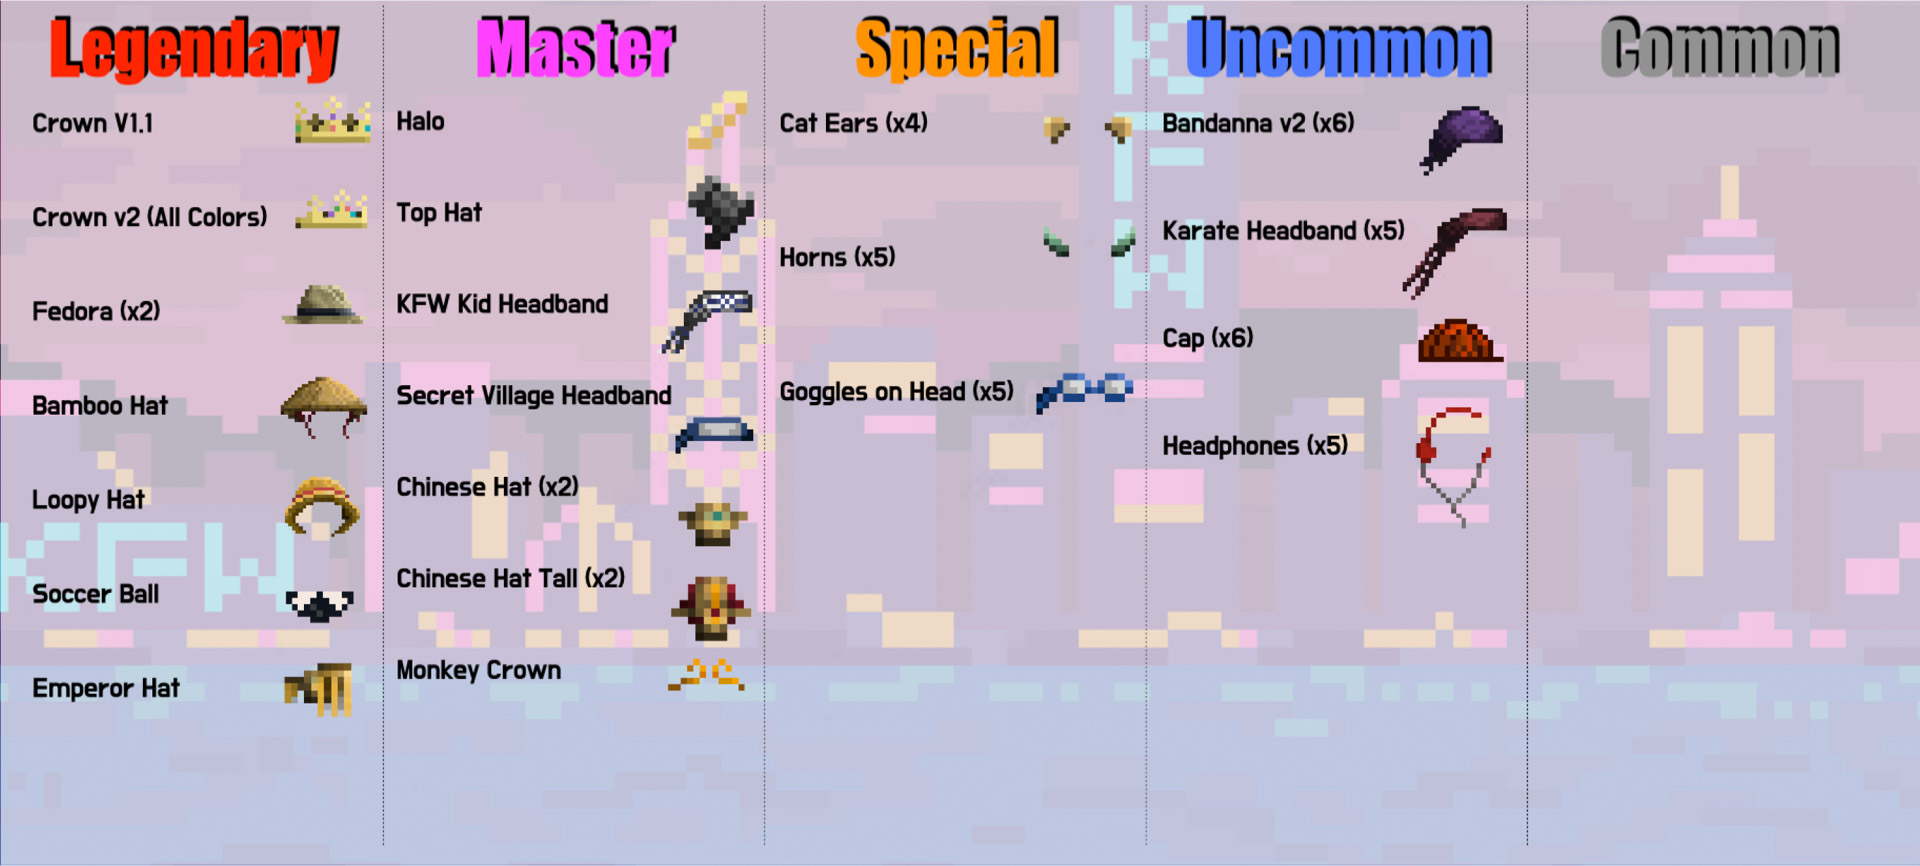 Legendary
Crown V1.1
Crown v2 (All Colors)
Fedora (x2)
Bamboo Hat
Loopy Hat
Soccer Ball
Emperor Hat
Master
Halo
Top Hat
KFW Kid Headband
Secret Village Headband
Chinese Hat (x2)
Chinese Hat Tall (x2)
Monkey Crown
Special
Cat Ears (x4)
Horns (x5)
Goggles on Head (x5)
Uncommon
Bandanna v2 (x6)
Karate Headband (x5)
Cap (x6)
Headphones (x5)
Common
KFW
KFW